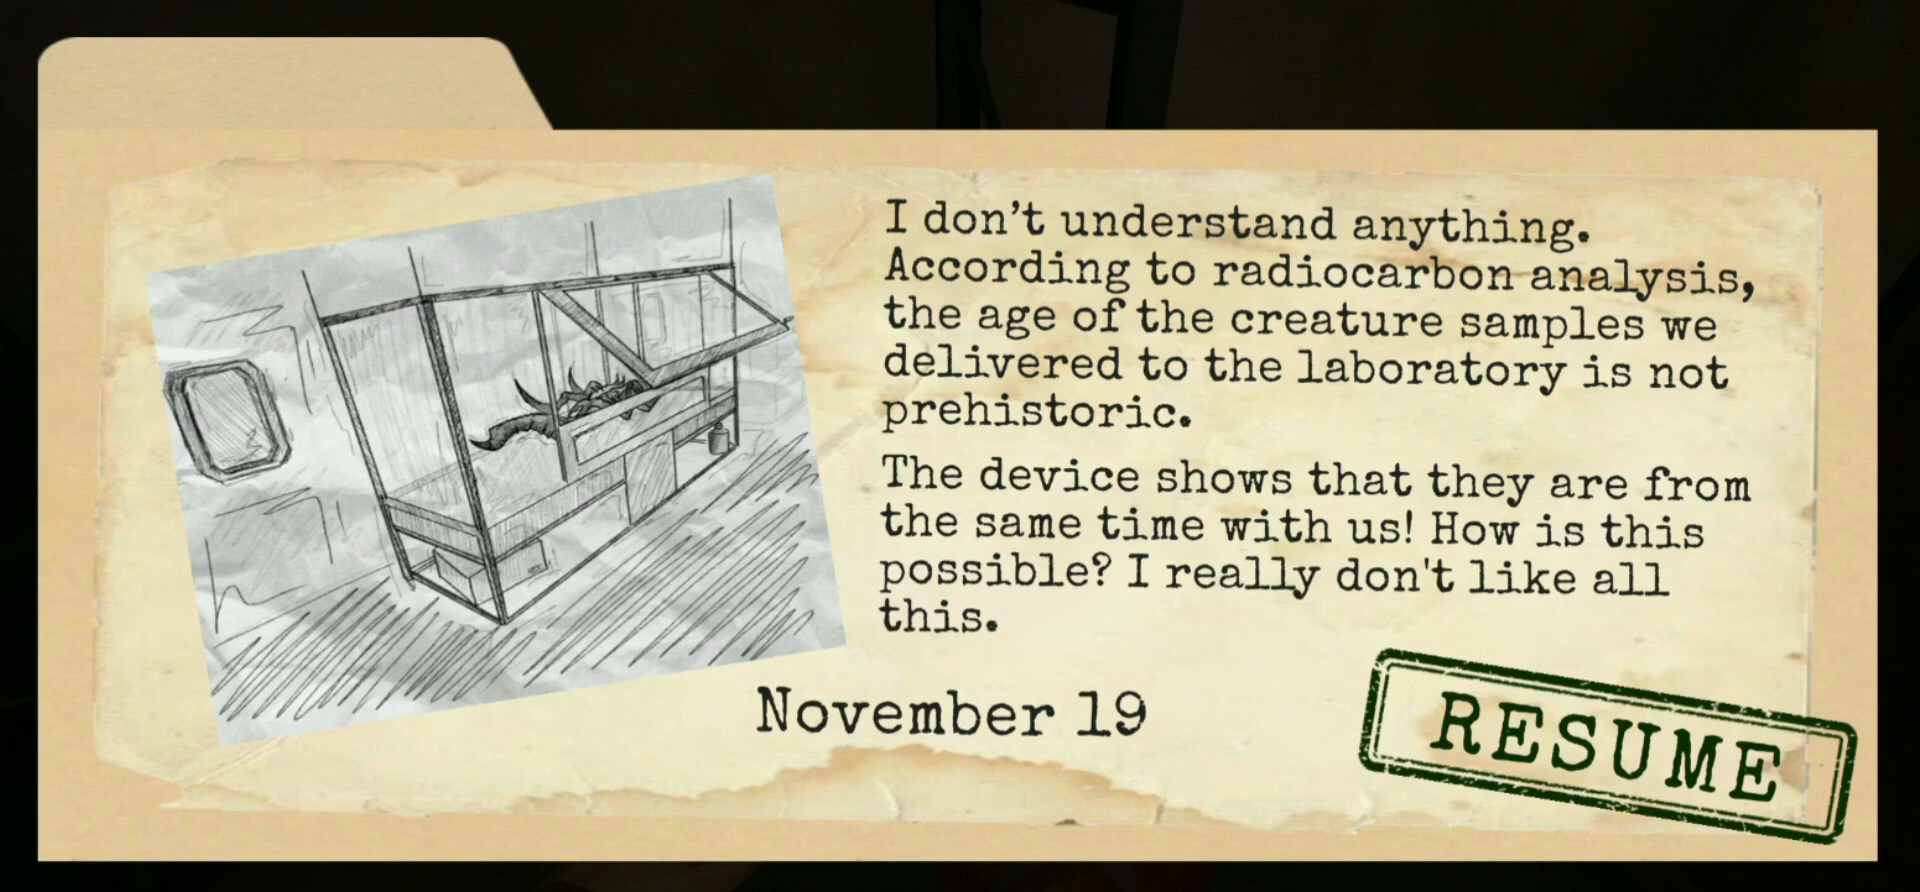 I don’t understand anything.
According to radiocarbon analysis,
the age of the creature samples we
delivered to the laboratory is not
prehistoric.
The device shows that they are from
the same time with us! How is this
possible? I really don't like all
this.
November 19
RESUME